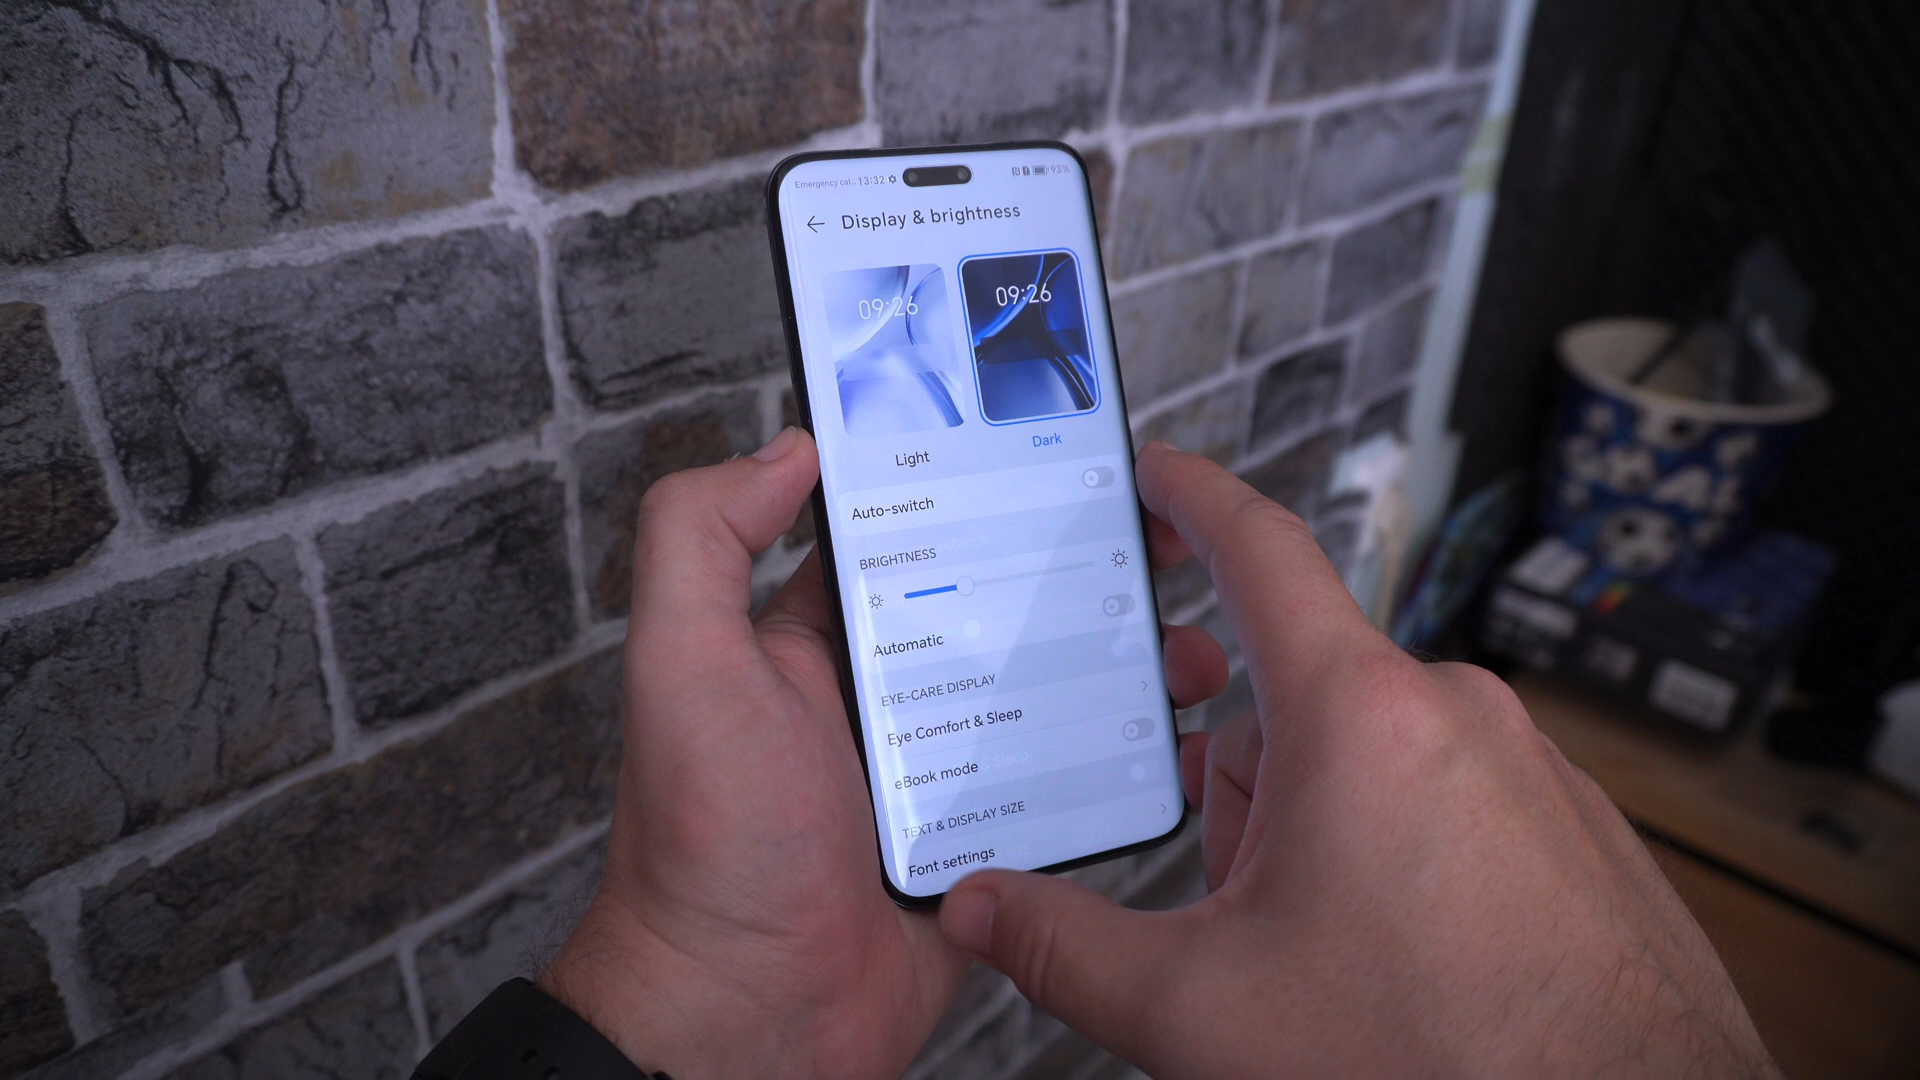 Emergency cal... 13:32 93%
Display & brightness
09:26 09:26
Light Dark
Auto-switch
BRIGHTNESS
Automatic
EYE-CARE DISPLAY
Eye Comfort & Sleep
eBook mode
TEXT & DISPLAY SIZE
Font settings